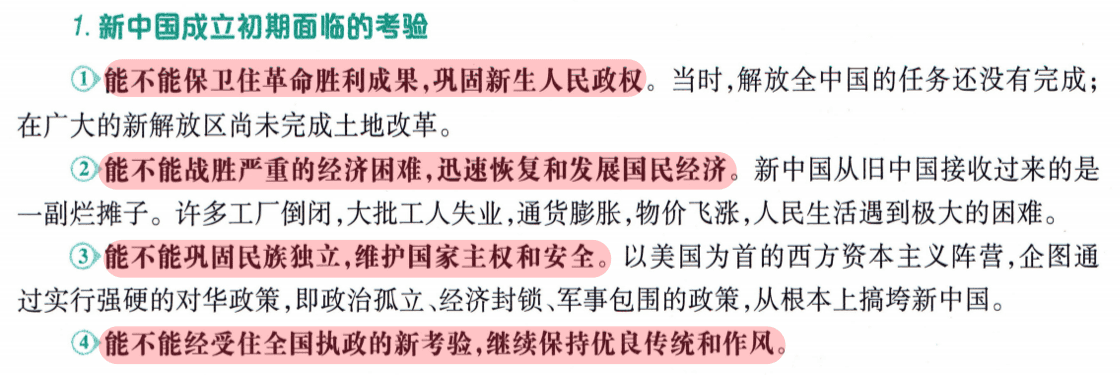 1. 新中国成立初期面临的考验
①能不能保卫住革命胜利成果,巩固新生人民政权。当时,解放全中国的任务还没有完成;
在广大的新解放区尚未完成土地改革。
②能不能战胜严重的经济困难,迅速恢复和发展国民经济。新中国从旧中国接收过来的是
一副烂摊子。许多工厂倒闭,大批工人失业,通货膨胀,物价飞涨,人民生活遇到极大的困难。
③能不能巩固民族独立,维护国家主权和安全。以美国为首的西方资本主义阵营,企图通
过实行强硬的对华政策,即政治孤立、经济封锁、军事包围的政策,从根本上搞垮新中国。
④能不能经受住全国执政的新考验,继续保持优良传统和作风。